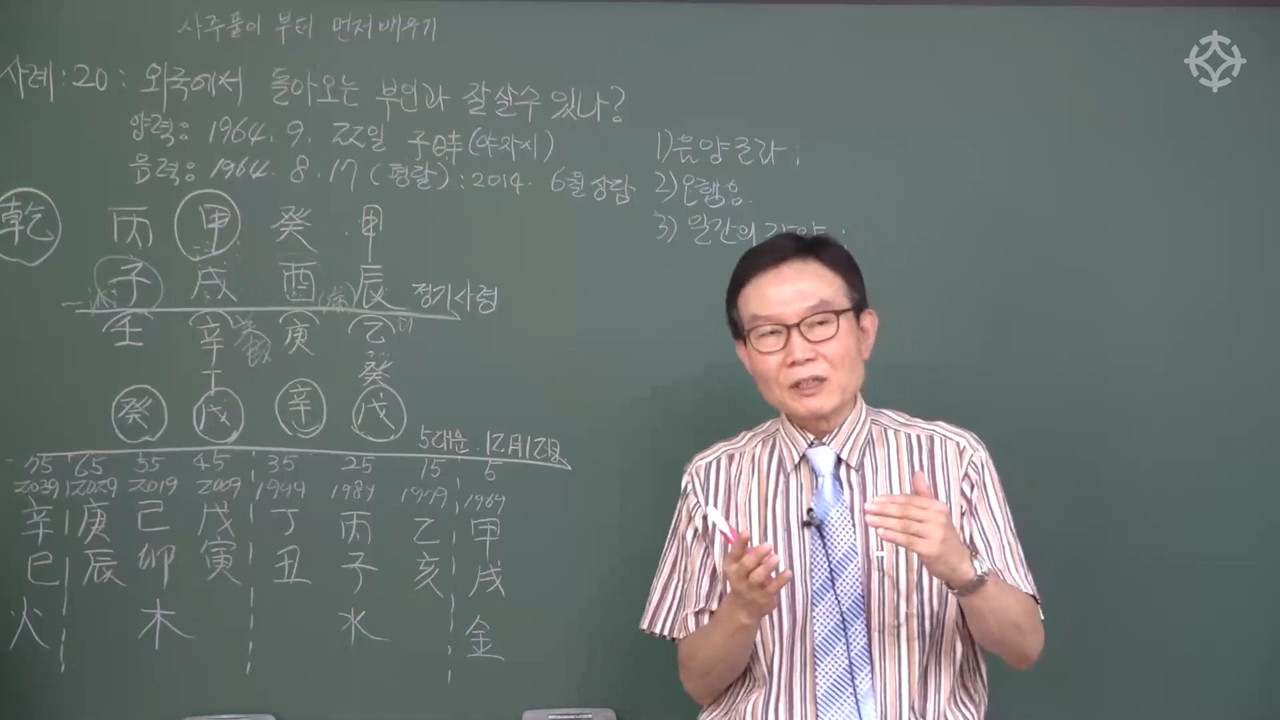 사주풀이 부터 먼저 배우기
사례: 20: 외국에서 돌아오는 부인과 잘살수 있나?
양력: 1964. 9. 22일 子時(야자시)
음력: 1964. 8. 17 (평달): 2014. 6월 상담
乾 丙 甲 癸 甲
子 戌 酉 辰 정기사령
壬 辛 庚 乙
丁 癸
癸 戊 辛 戊
5대운 12月12日
75 65 55 45 35 25 15 5
2039 2029 2019 2009 1999 1989 1979 1969
辛 庚 己 戊 丁 丙 乙 甲
巳 辰 卯 寅 丑 子 亥 戌
火 木 水 金
1) 음양코라;
2) 오행은
3) 일간의